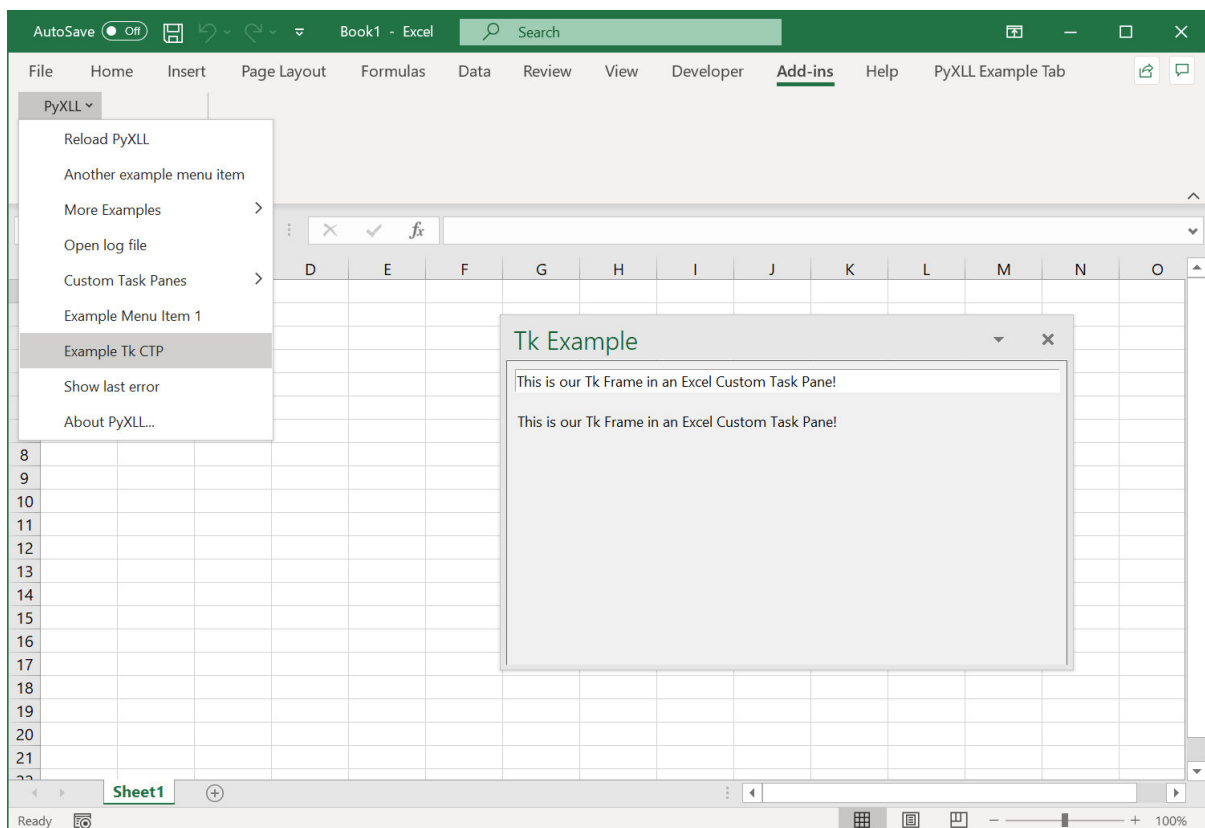 AutoSave Off Book1 - Excel Search
File Home Insert Page Layout Formulas Data Review View Developer Add-ins Help PyXLL Example Tab
PyXLL
Reload PyXLL
Another example menu item
More Examples
Open log file
Custom Task Panes
Example Menu Item 1
Example Tk CTP
Show last error
About PyXLL...
fx
D E F G H I J K L M N O
Tk Example
This is our Tk Frame in an Excel Custom Task Pane!
This is our Tk Frame in an Excel Custom Task Pane!
8
9
10
11
12
13
14
15
16
17
18
19
20
21
Sheet1
Ready 100%